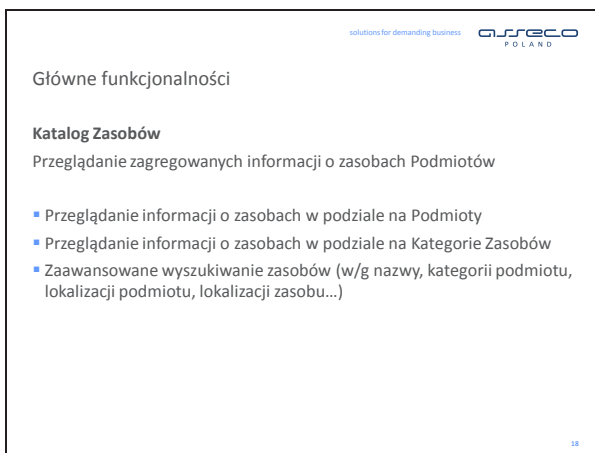 solutions for demanding business
asseco
POLAND
Główne funkcjonalności
Katalog Zasobów
Przeglądanie zagregowanych informacji o zasobach Podmiotów
Przeglądanie informacji o zasobach w podziale na Podmioty
Przeglądanie informacji o zasobach w podziale na Kategorie Zasobów
Zaawansowane wyszukiwanie zasobów (w/g nazwy, kategorii podmiotu,
lokalizacji podmiotu, lokalizacji zasobu…)
18